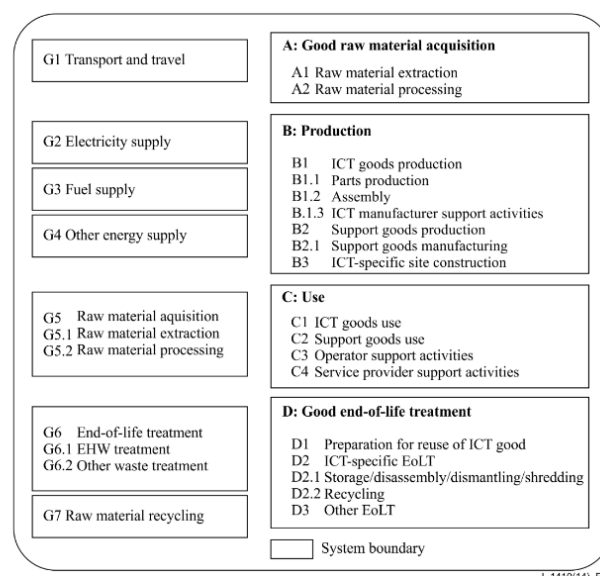 G1 Transport and travel
G2 Electricity supply
G3 Fuel supply
G4 Other energy supply
G5 Raw material aquisition
G5.1 Raw material extraction
G5.2 Raw material processing
G6 End-of-life treatment
G6.1 EHW treatment
G6.2 Other waste treatment
G7 Raw material recycling
A: Good raw material acquisition
A1 Raw material extraction
A2 Raw material processing
B: Production
B1 ICT goods production
B1.1 Parts production
B1.2 Assembly
B.1.3 ICT manufacturer support activities
B2 Support goods production
B2.1 Support goods manufacturing
B3 ICT-specific site construction
C: Use
C1 ICT goods use
C2 Support goods use
C3 Operator support activities
C4 Service provider support activities
D: Good end-of-life treatment
D1 Preparation for reuse of ICT good
D2 ICT-specific EoLT
D2.1 Storage/disassembly/dismantling/shredding
D2.2 Recycling
D3 Other EoLT
System boundary